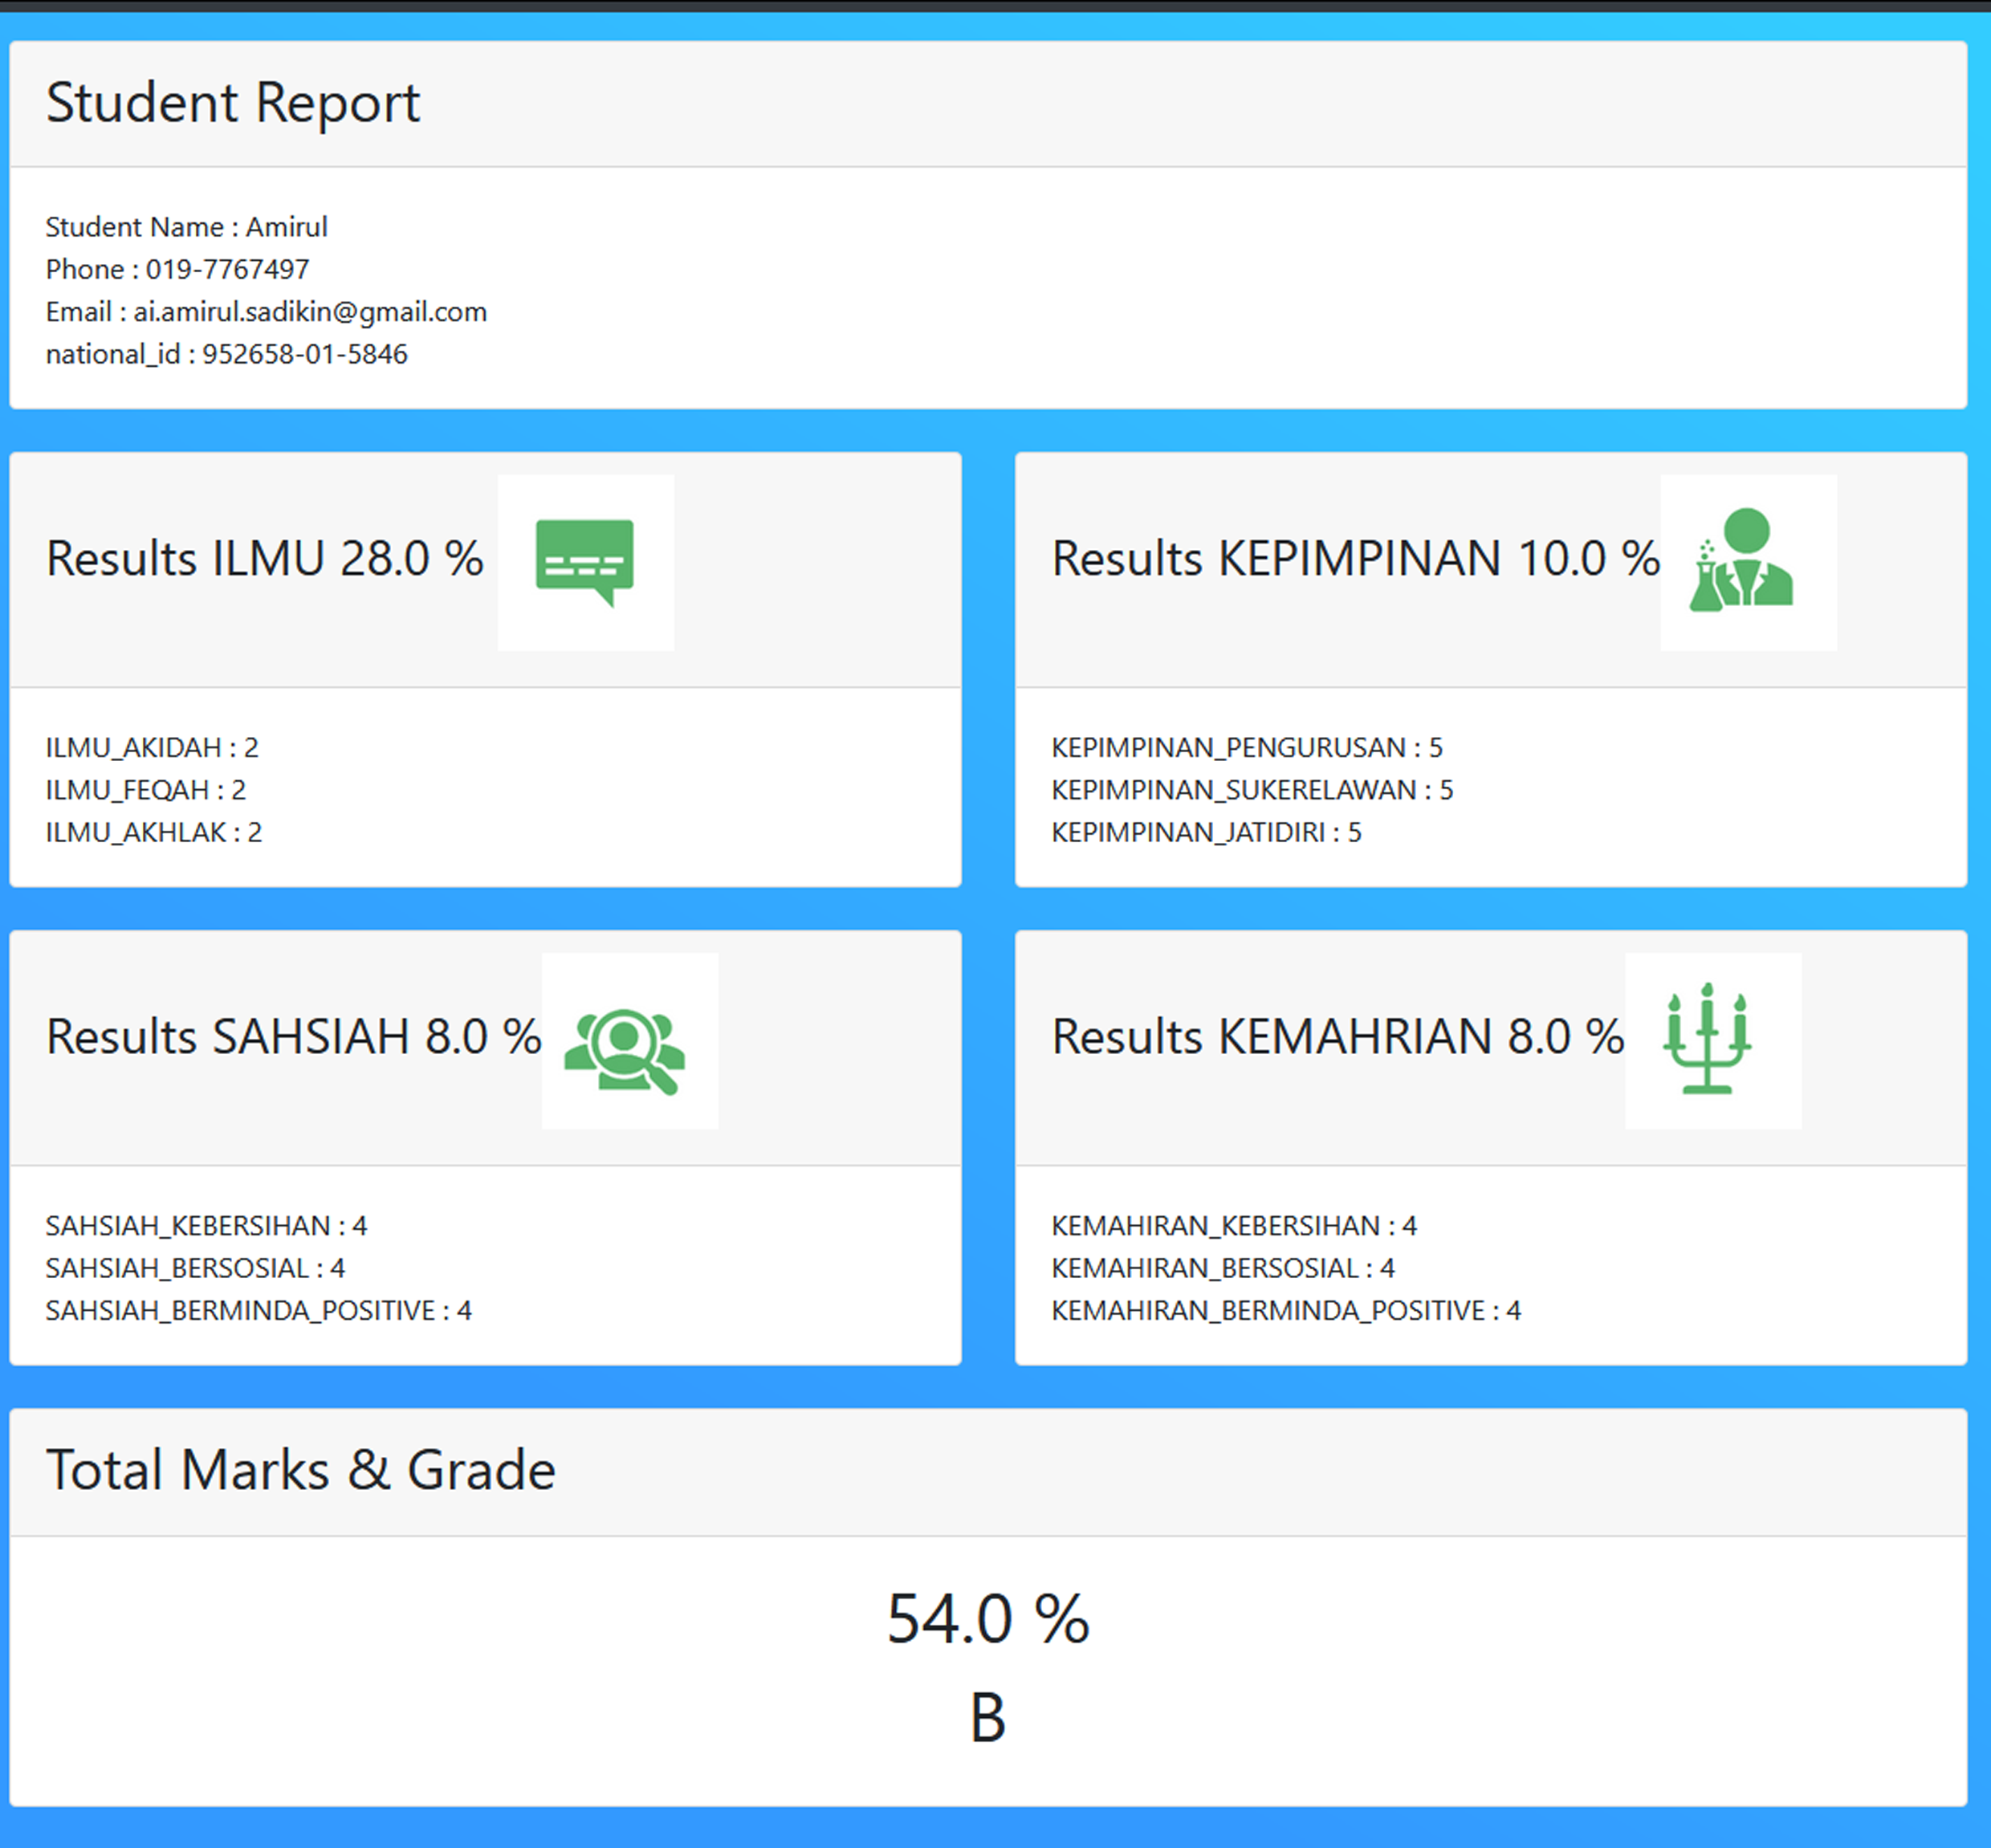 Student Report
Student Name : Amirul
Phone : 019-7767497
Email : ai.amirul.sadikin@gmail.com
national_id : 952658-01-5846
Results ILMU 28.0 %
ILMU_AKIDAH : 2
ILMU_FEQAH : 2
ILMU_AKHLAK : 2
Results KEPIMPINAN 10.0 %
KEPIMPINAN_PENGURUSAN : 5
KEPIMPINAN_SUKERELAWAN : 5
KEPIMPINAN_JATIDIRI : 5
Results SAHSIAH 8.0 %
SAHSIAH_KEBERSIHAN : 4
SAHSIAH_BERSOSIAL : 4
SAHSIAH_BERMINDA_POSITIVE : 4
Results KEMAHRIAN 8.0 %
KEMAHIRAN_KEBERSIHAN : 4
KEMAHIRAN_BERSOSIAL : 4
KEMAHIRAN_BERMINDA_POSITIVE : 4
Total Marks & Grade
54.0 %
B